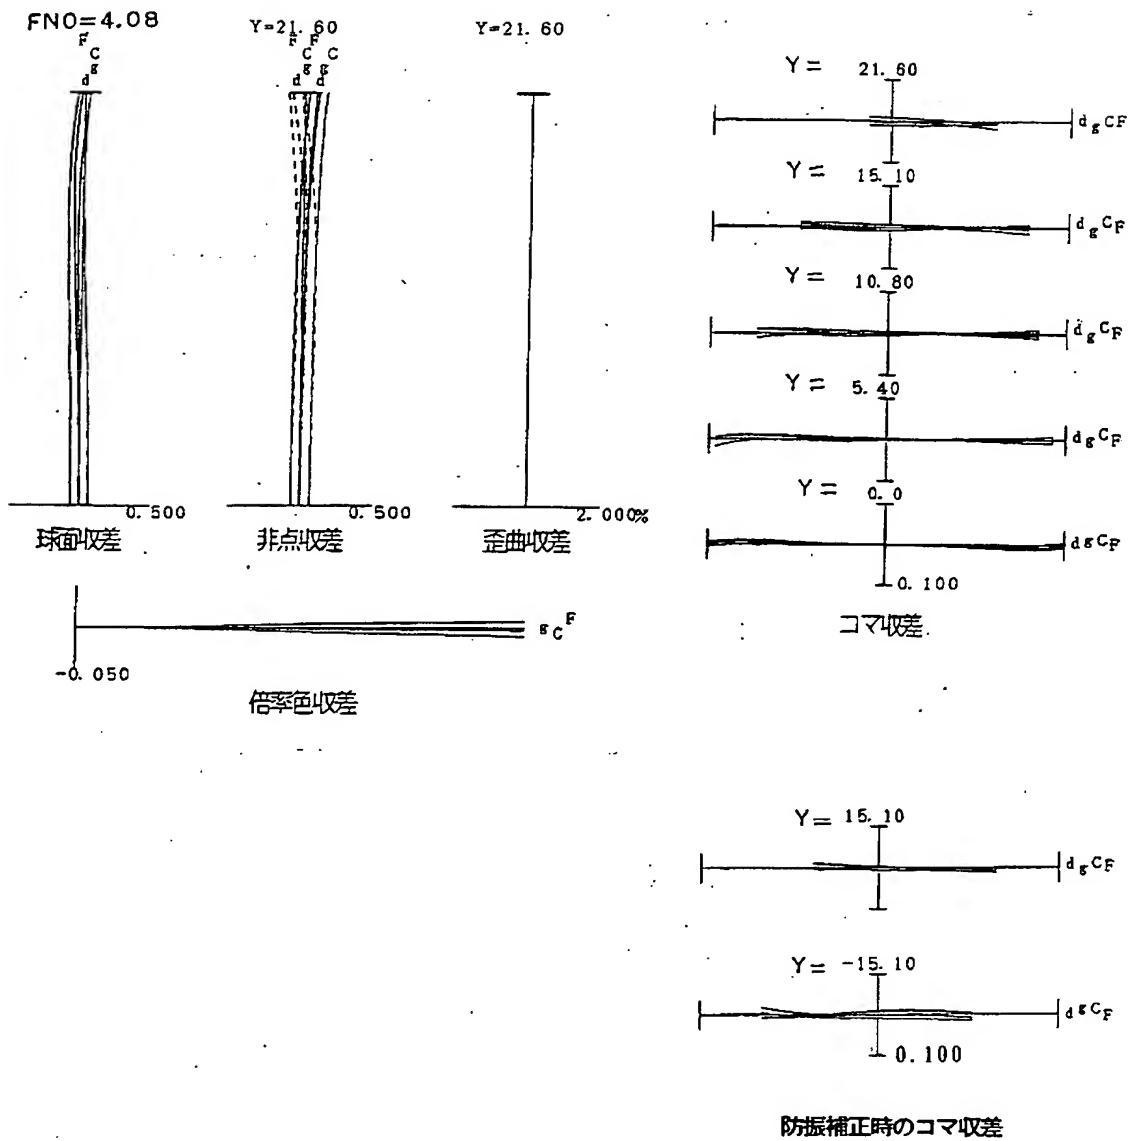 FNO=4.08
F
C
g
d
0.500
球面収差
Y=21.60
F F
C C
g g
d d
0.500
非点収差
Y=21.60
2.000%
歪曲収差
-0.050
g C F
倍率色収差
Y= 21.60
d g C F
Y= 15.10
d g C F
Y= 10.80
d g C F
Y= 5.40
d g C F
Y= 0.0
d g C F
0.100
コマ収差
Y= 15.10
d g C F
Y= -15.10
d g C F
0.100
防振補正時のコマ収差